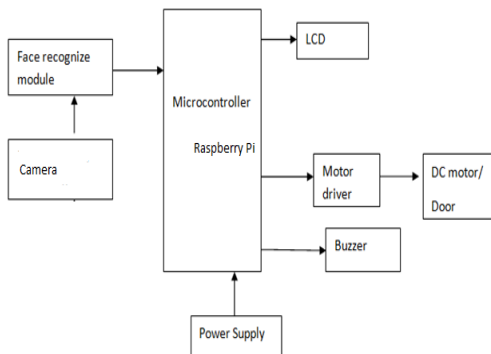 LCD
Face recognize
module
Microcontroller
Raspberry Pi
Camera
Motor
driver
DC motor/
Door
Buzzer
Power Supply